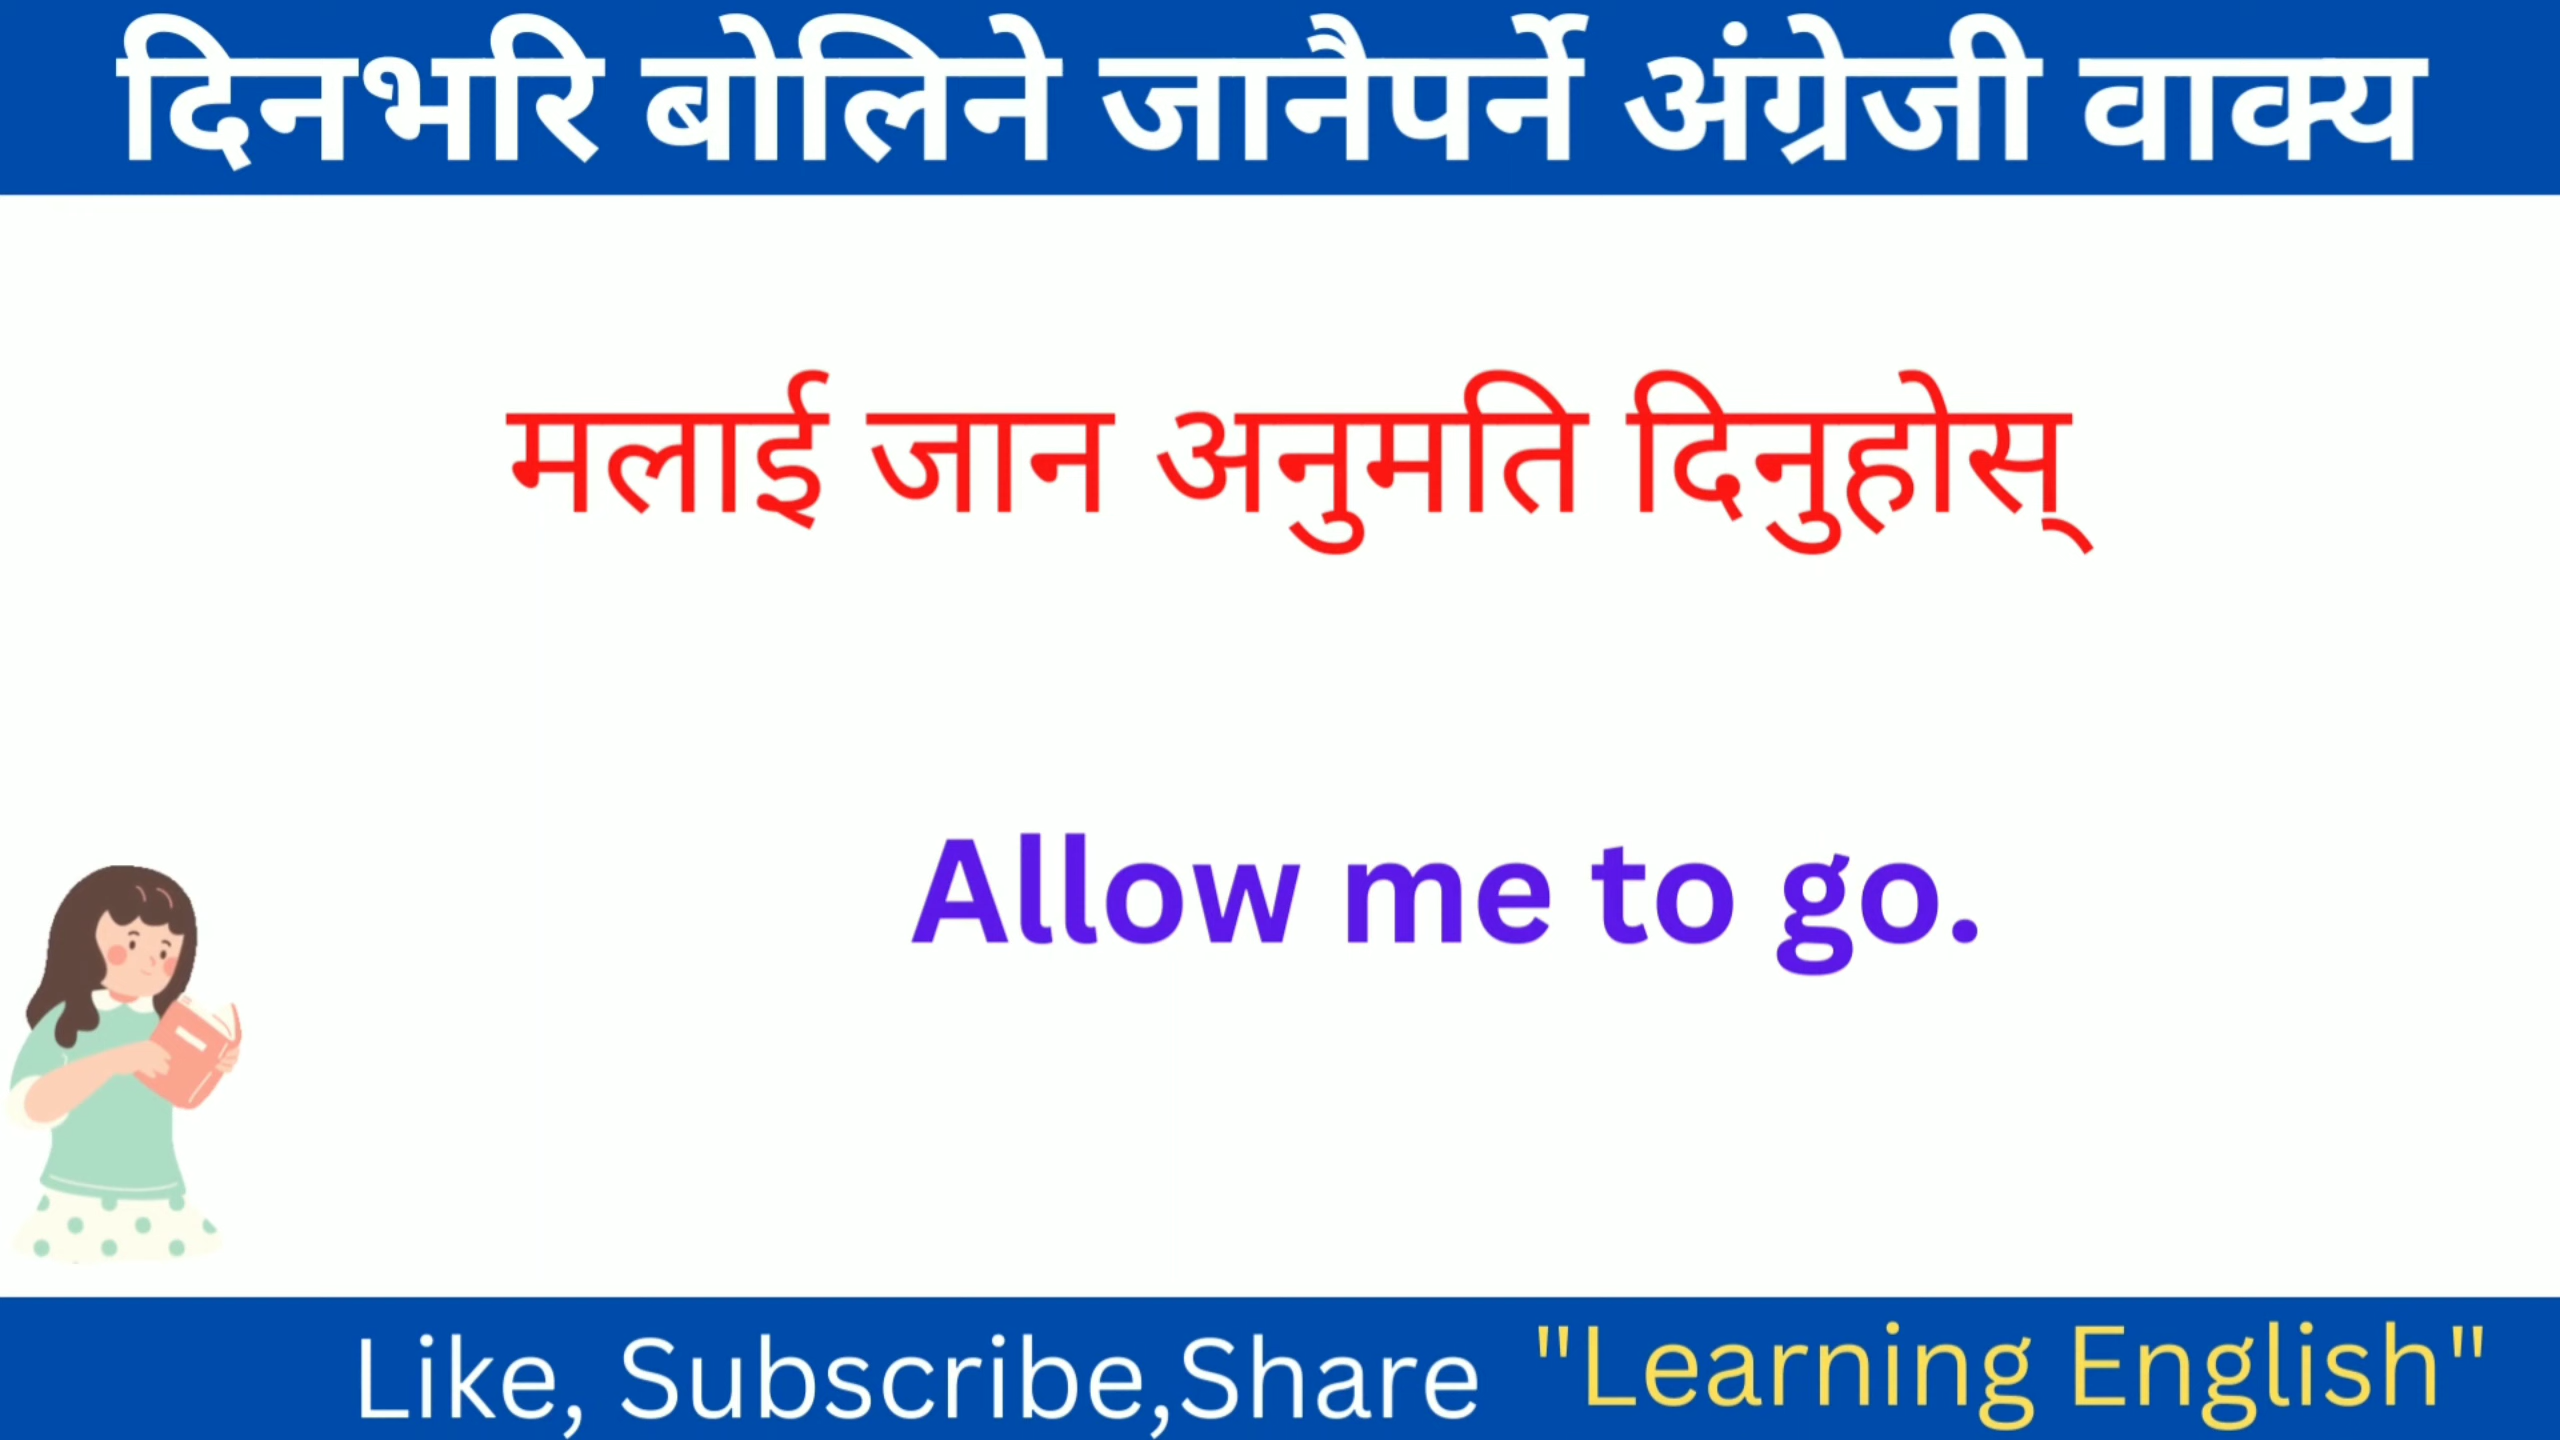 दिनभरि बोलिने जानैपर्ने अंग्रेजी वाक्य
मलाई जान अनुमति दिनुहोस्
Allow me to go.
Like, Subscribe,Share "Learning English"